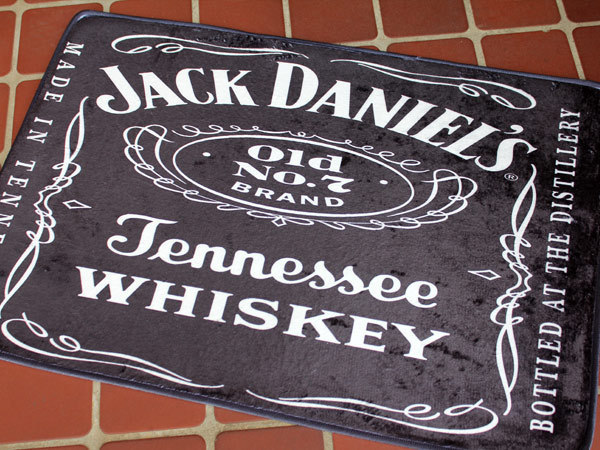 JACK DANIEL'S
®
Old
NO.7
BRAND
Tennessee
WHISKEY
MADE IN TENNE
BOTTLED AT THE DISTILLERY